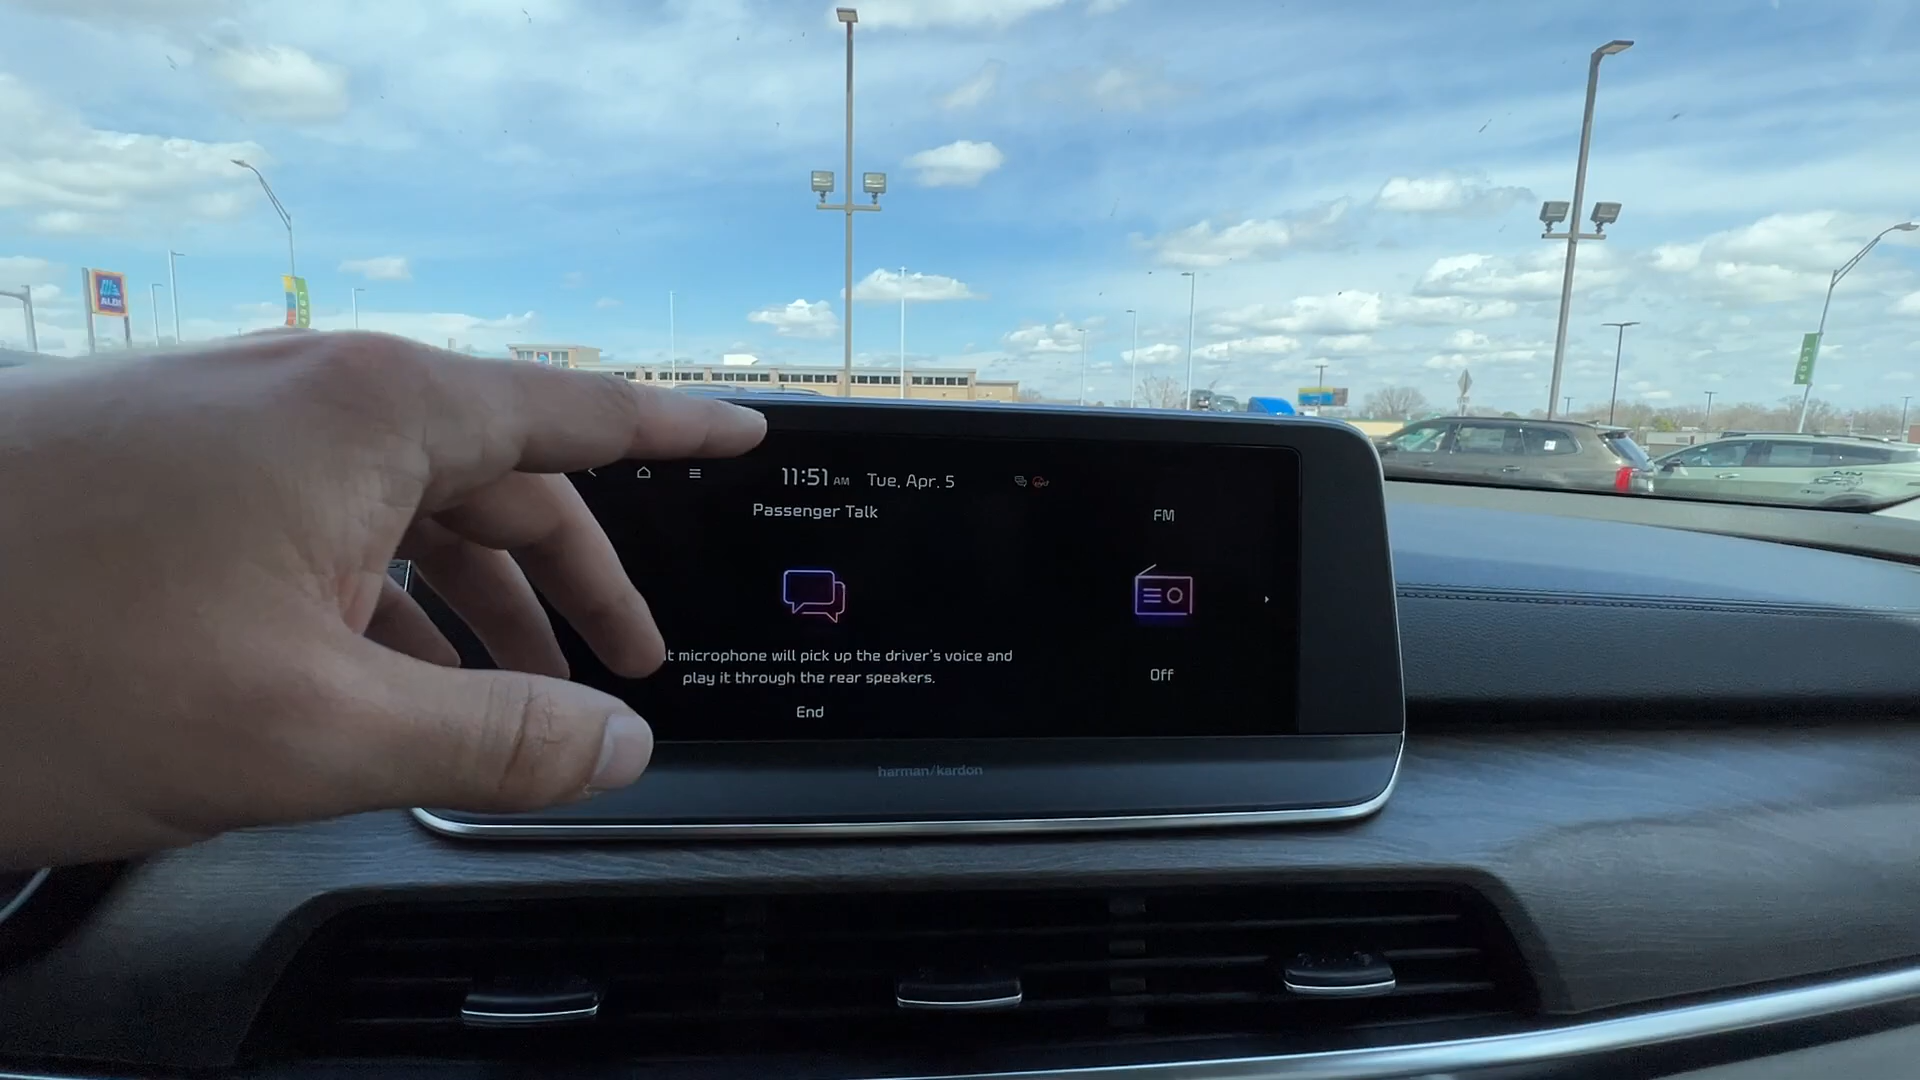 ALDI
LOOP
11:51 AM Tue, Apr. 5
Passenger Talk
FM
microphone will pick up the driver's voice and
play it through the rear speakers.
Off
End
harman/kardon